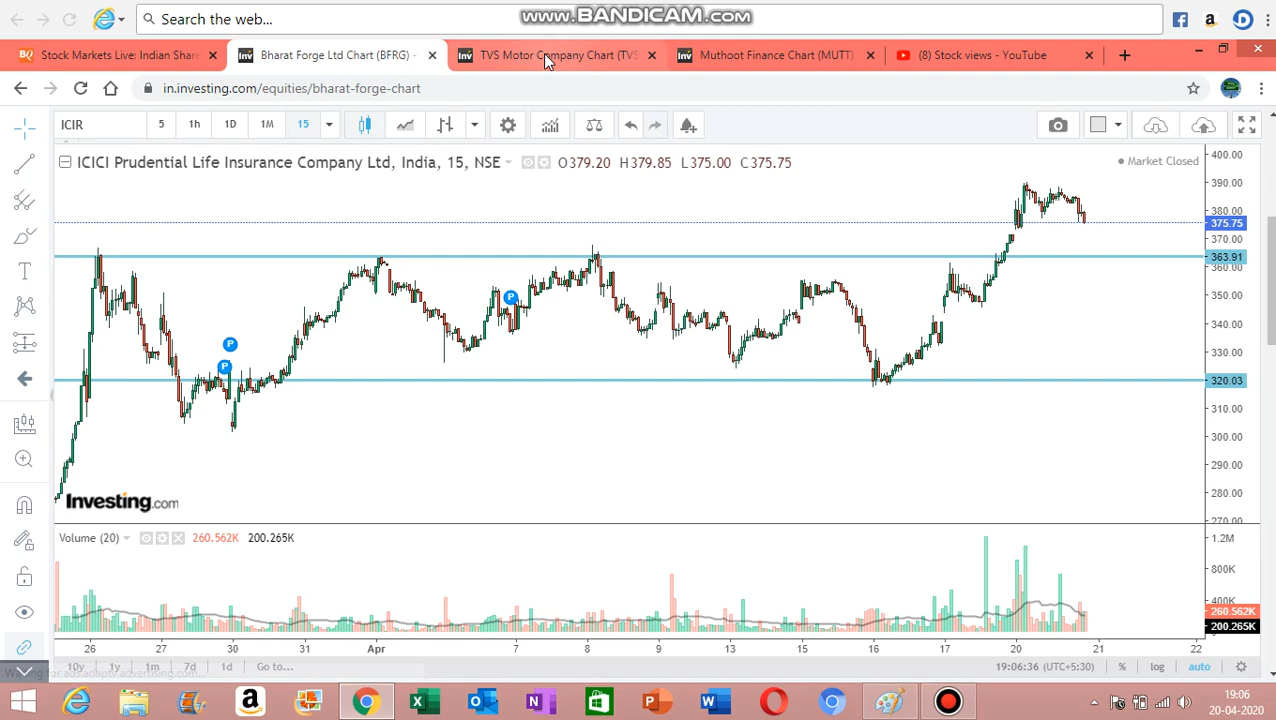 Search the web...
www.BANDICAM.com
Stock Markets Live: Indian Share
Bharat Forge Ltd Chart (BFRG) -
TVS Motor Company Chart (TVS
Muthoot Finance Chart (MUTT)
(8) Stock views - YouTube
in.investing.com/equities/bharat-forge-chart
ICIR 5 1h 1D 1M 15
ICICI Prudential Life Insurance Company Ltd, India, 15, NSE O379.20 H379.85 L375.00 C375.75
Market Closed
400.00
390.00
380.00
375.75
370.00
363.91
360.00
350.00
340.00
330.00
320.03
310.00
300.00
290.00
280.00
270.00
P
P
P
Investing.com
Volume (20) 260.562K 200.265K
1.2M
800K
400K
260.562K
200.265K
26 27 30 31 Apr 7 8 9 13 15 16 17 20 21 22
10y 1y 1m 7d 1d Go to... 19:06:36 (UTC+5:30) % log auto
19:06
20-04-2020